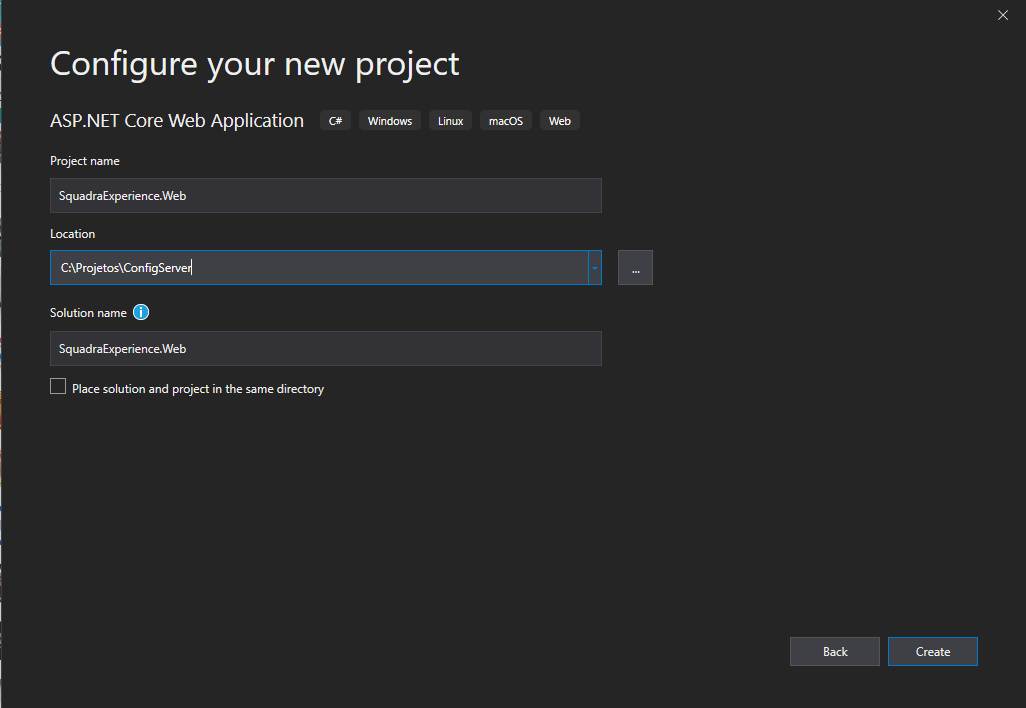 Configure your new project
ASP.NET Core Web Application C# Windows Linux macOS Web
Project name
SquadraExperience.Web
Location
C:\Projetos\ConfigServer
...
Solution name
SquadraExperience.Web
Place solution and project in the same directory
Back Create